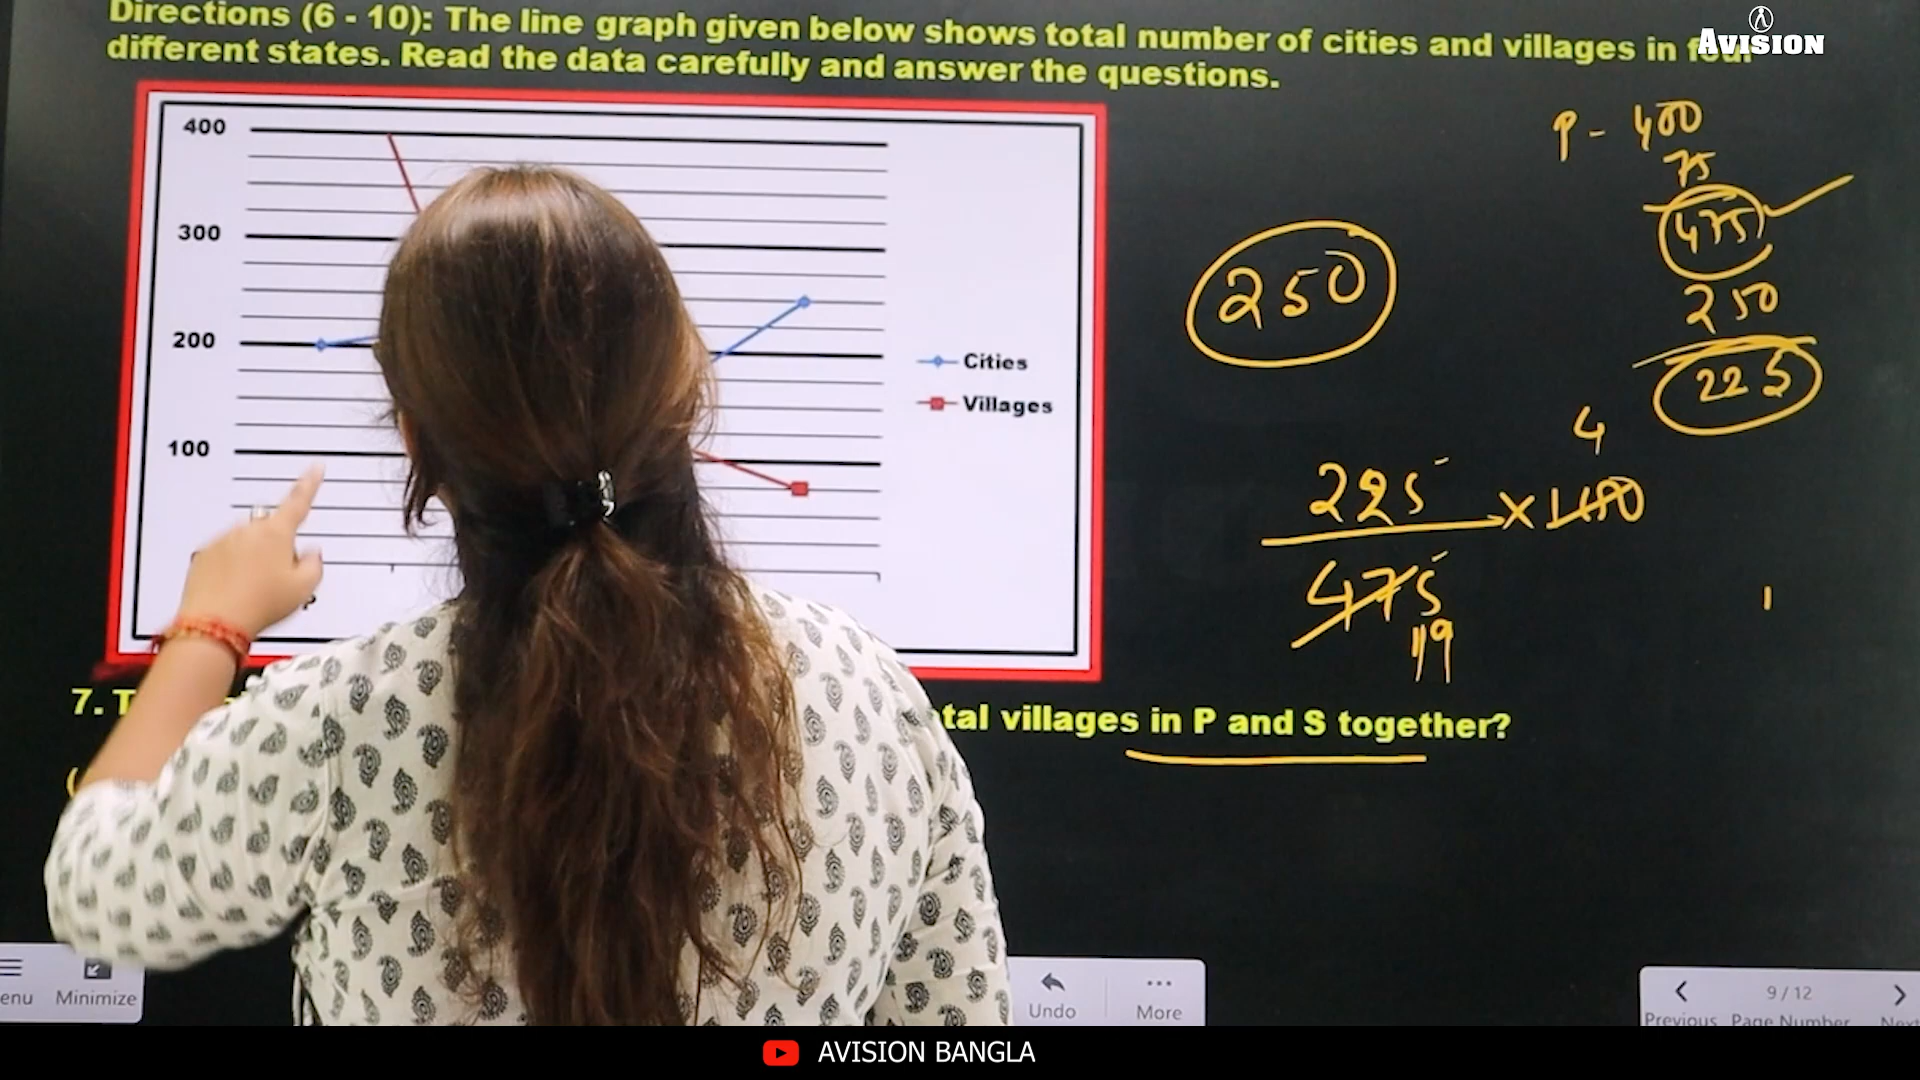 Directions (6 - 10): The line graph given below shows total number of cities and villages in four
different states. Read the data carefully and answer the questions.
AVISION
400
300
200
100
P
Cities
Villages
250
P - 400
75
475
250
225
4
225 × 100
475
19
7. T
tal villages in P and S together?
enu
Minimize
Undo
More
9 / 12
Previous
Page Number
Next
AVISION BANGLA